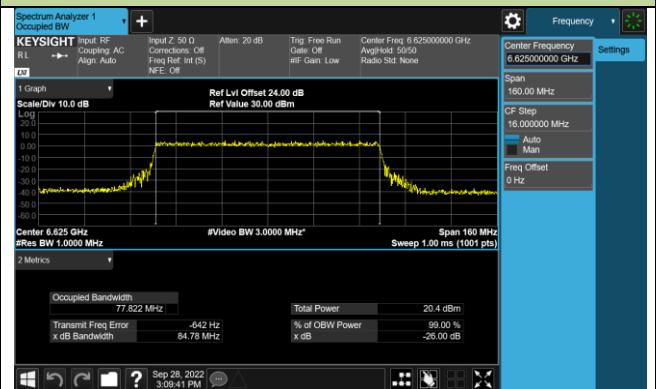 Spectrum Analyzer 1
Occupied BW
Frequency
KEYSIGHT
RL
LXI
Input: RF
Coupling: AC
Align: Auto
Input Z: 50 Ω
Corrections: Off
Freq Ref: Int (S)
NFE: Off
Atten: 20 dB
Trig: Free Run
Gate: Off
#IF Gain: Low
Center Freq: 6.625000000 GHz
Avg|Hold: 50/50
Radio Std: None
Center Frequency
6.625000000 GHz
Settings
Span
160.00 MHz
CF Step
16.000000 MHz
Auto
Man
Freq Offset
0 Hz
1 Graph
Scale/Div 10.0 dB
Ref Lvl Offset 24.00 dB
Ref Value 30.00 dBm
Log
20.0
10.0
0.00
-10.0
-20.0
-30.0
-40.0
-50.0
-60.0
Center 6.625 GHz
#Video BW 3.0000 MHz*
Span 160 MHz
#Res BW 1.0000 MHz
Sweep 1.00 ms (1001 pts)
2 Metrics
Occupied Bandwidth
77.822 MHz
Total Power
20.4 dBm
Transmit Freq Error
-642 Hz
% of OBW Power
99.00 %
x dB Bandwidth
84.78 MHz
x dB
-26.00 dB
?
Sep 28, 2022
3:09:41 PM